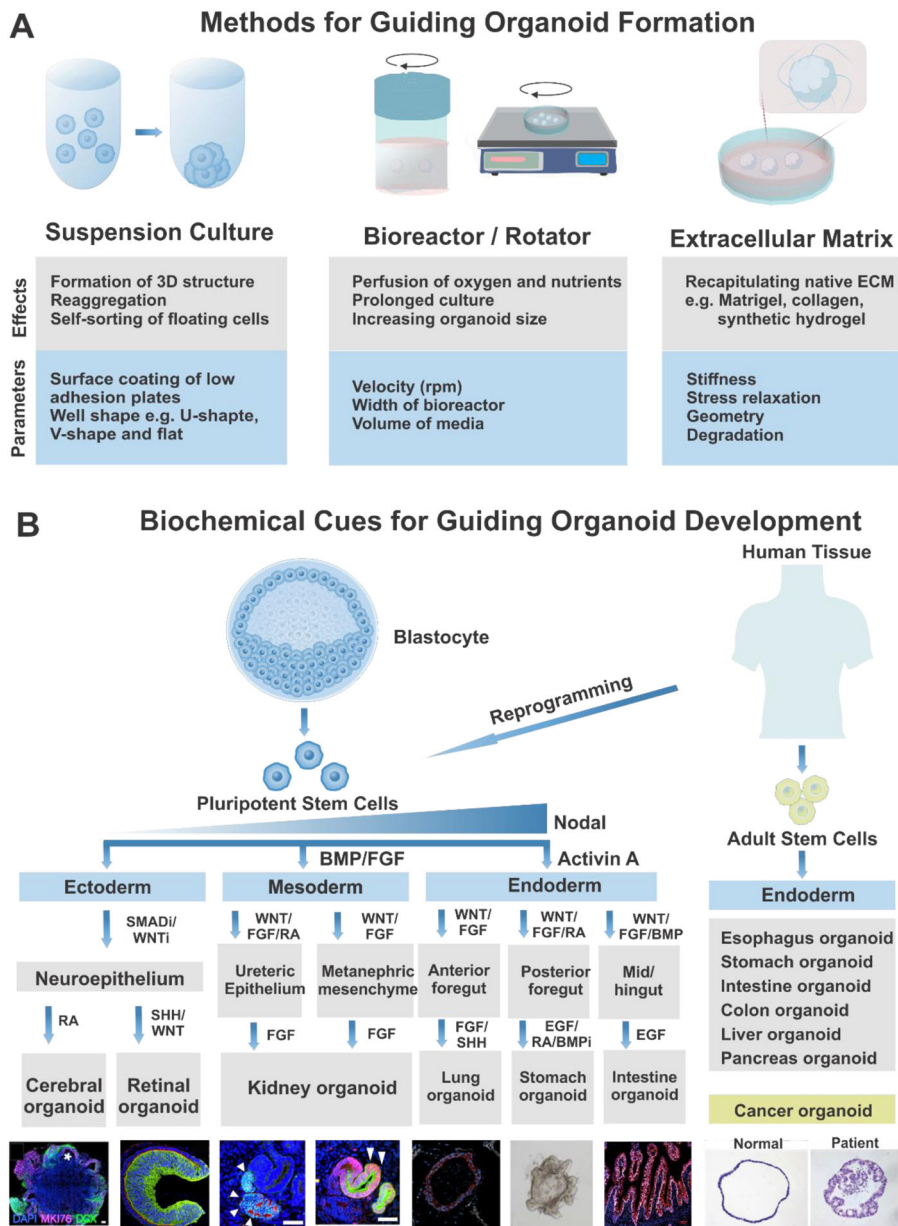 A
Methods for Guiding Organoid Formation
Suspension Culture
Bioreactor / Rotator
Extracellular Matrix
Effects
Formation of 3D structure
Reaggregation
Self-sorting of floating cells
Perfusion of oxygen and nutrients
Prolonged culture
Increasing organoid size
Recapitulating native ECM
e.g. Matrigel, collagen,
synthetic hydrogel
Parameters
Surface coating of low
adhesion plates
Well shape e.g. U-shapte,
V-shape and flat
Velocity (rpm)
Width of bioreactor
Volume of media
Stiffness
Stress relaxation
Geometry
Degradation
B
Biochemical Cues for Guiding Organoid Development
Human Tissue
Blastocyte
Reprogramming
Pluripotent Stem Cells
Nodal
Adult Stem Cells
BMP/FGF
Activin A
Ectoderm
Mesoderm
Endoderm
Endoderm
SMADi/
WNTi
WNT/
FGF/RA
WNT/
FGF
WNT/
FGF
WNT/
FGF/RA
WNT/
FGF/BMP
Neuroepithelium
Ureteric
Epithelium
Metanephric
mesenchyme
Anterior
foregut
Posterior
foregut
Mid/
hingut
RA
SHH/
WNT
FGF
FGF
FGF/
SHH
EGF/
RA/BMPi
EGF
Cerebral
organoid
Retinal
organoid
Kidney organoid
Lung
organoid
Stomach
organoid
Intestine
organoid
Esophagus organoid
Stomach organoid
Intestine organoid
Colon organoid
Liver organoid
Pancreas organoid
Cancer organoid
Normal
Patient
*
DAPI MKI76 DCX